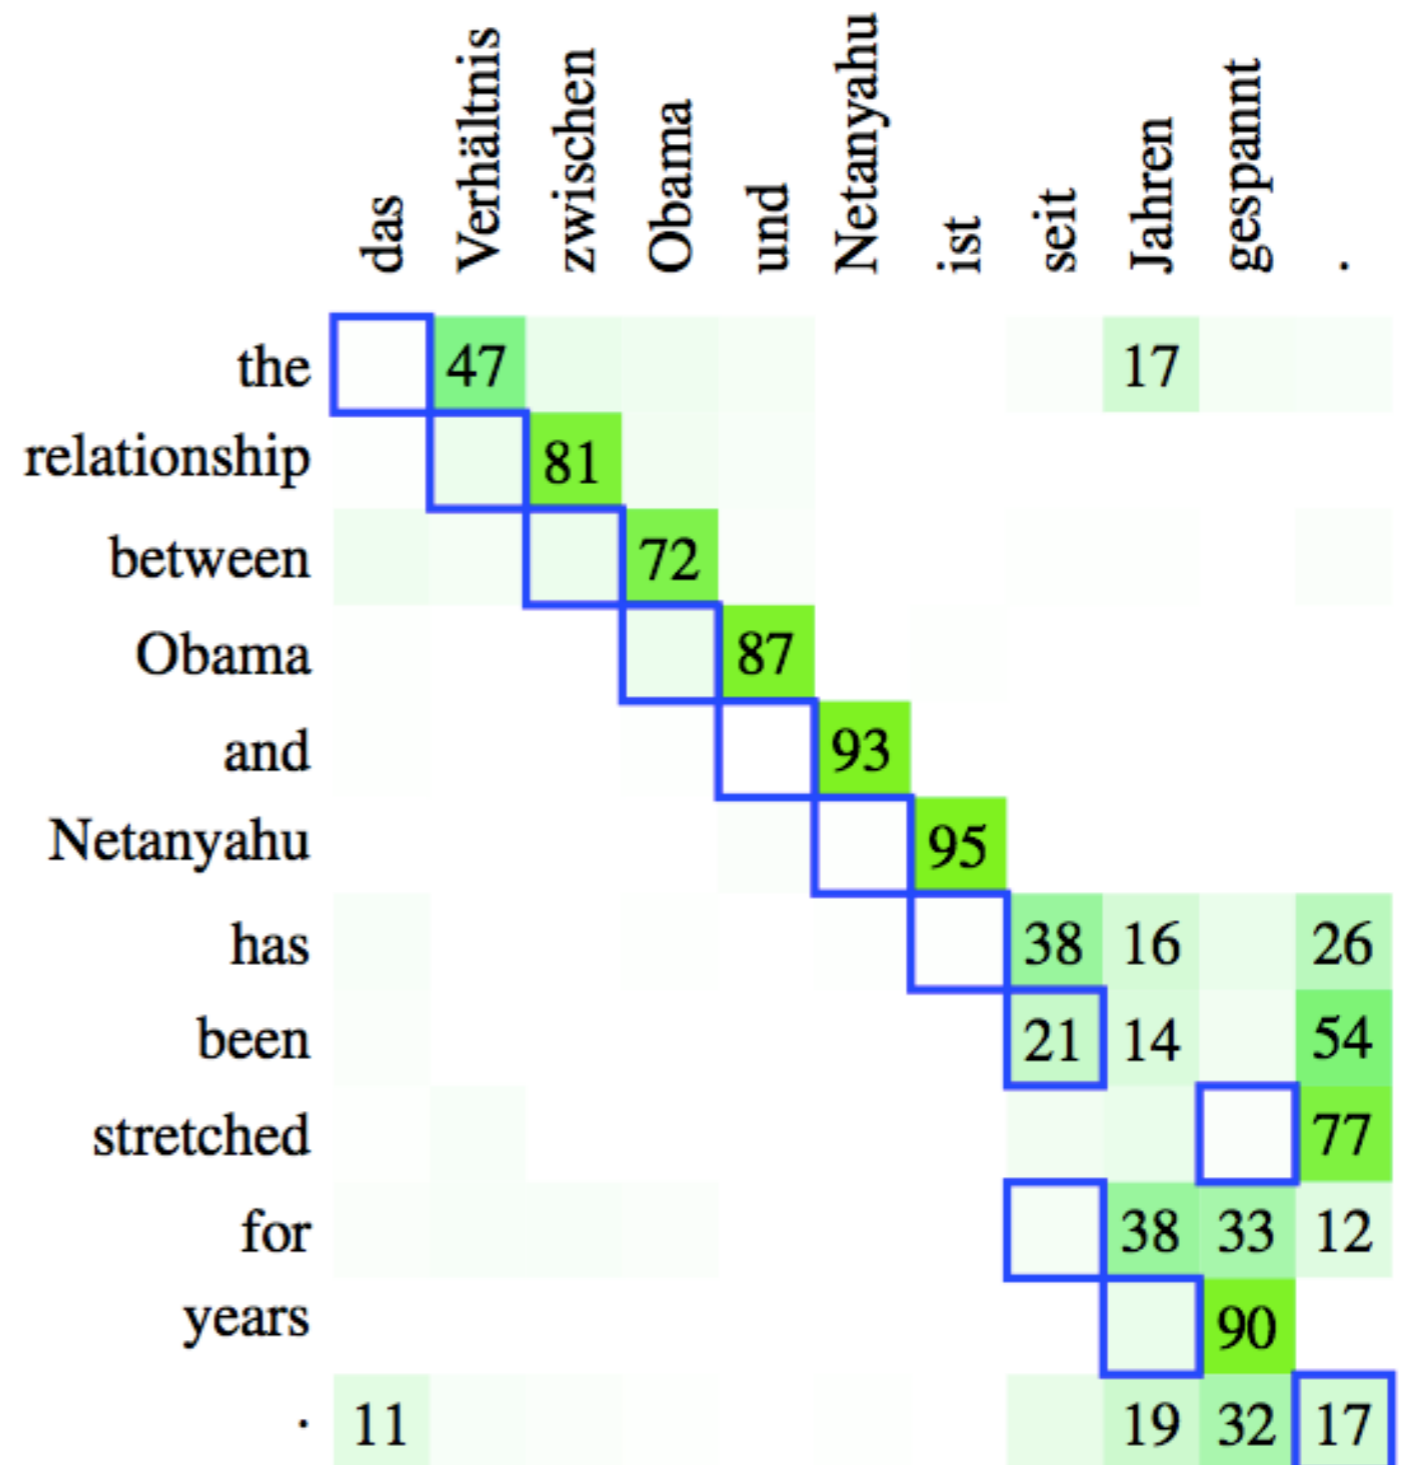 das Verhältnis zwischen Obama und Netanyahu ist seit Jahren gespannt .
the 47 17
relationship 81
between 72
Obama 87
and 93
Netanyahu 95
has 38 16 26
been 21 14 54
stretched 77
for 38 33 12
years 90
. 11 19 32 17